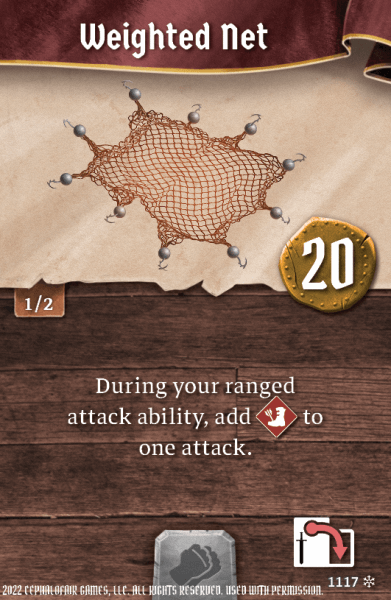 Weighted Net
20
1/2
During your ranged
attack ability, add to
one attack.
1117
2022 CEPHALOFAIR GAMES, LLC. ALL RIGHTS RESERVED. USED WITH PERMISSION.